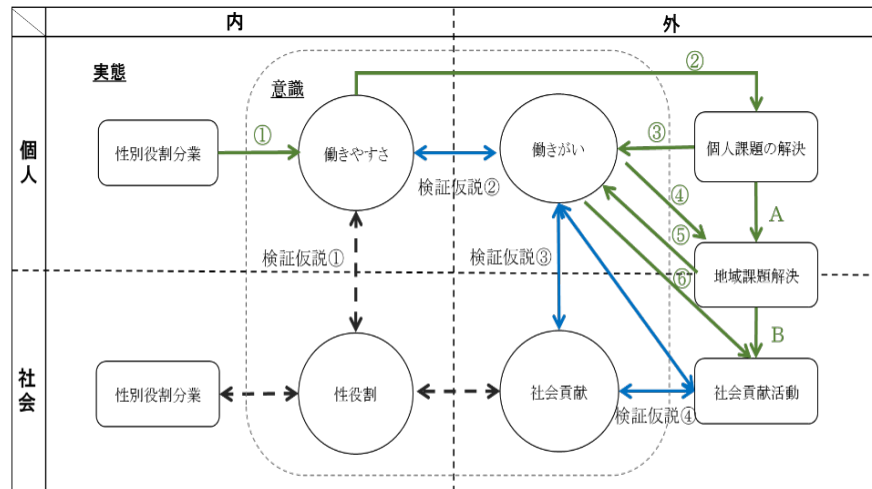 内
外
個人
社会
実態
意識
性別役割分業
①
働きやすさ
②
働きがい
③
個人課題の解決
検証仮説②
④
A
⑤
検証仮説①
検証仮説③
⑥
地域課題解決
B
性別役割分業
性役割
社会貢献
社会貢献活動
検証仮説④